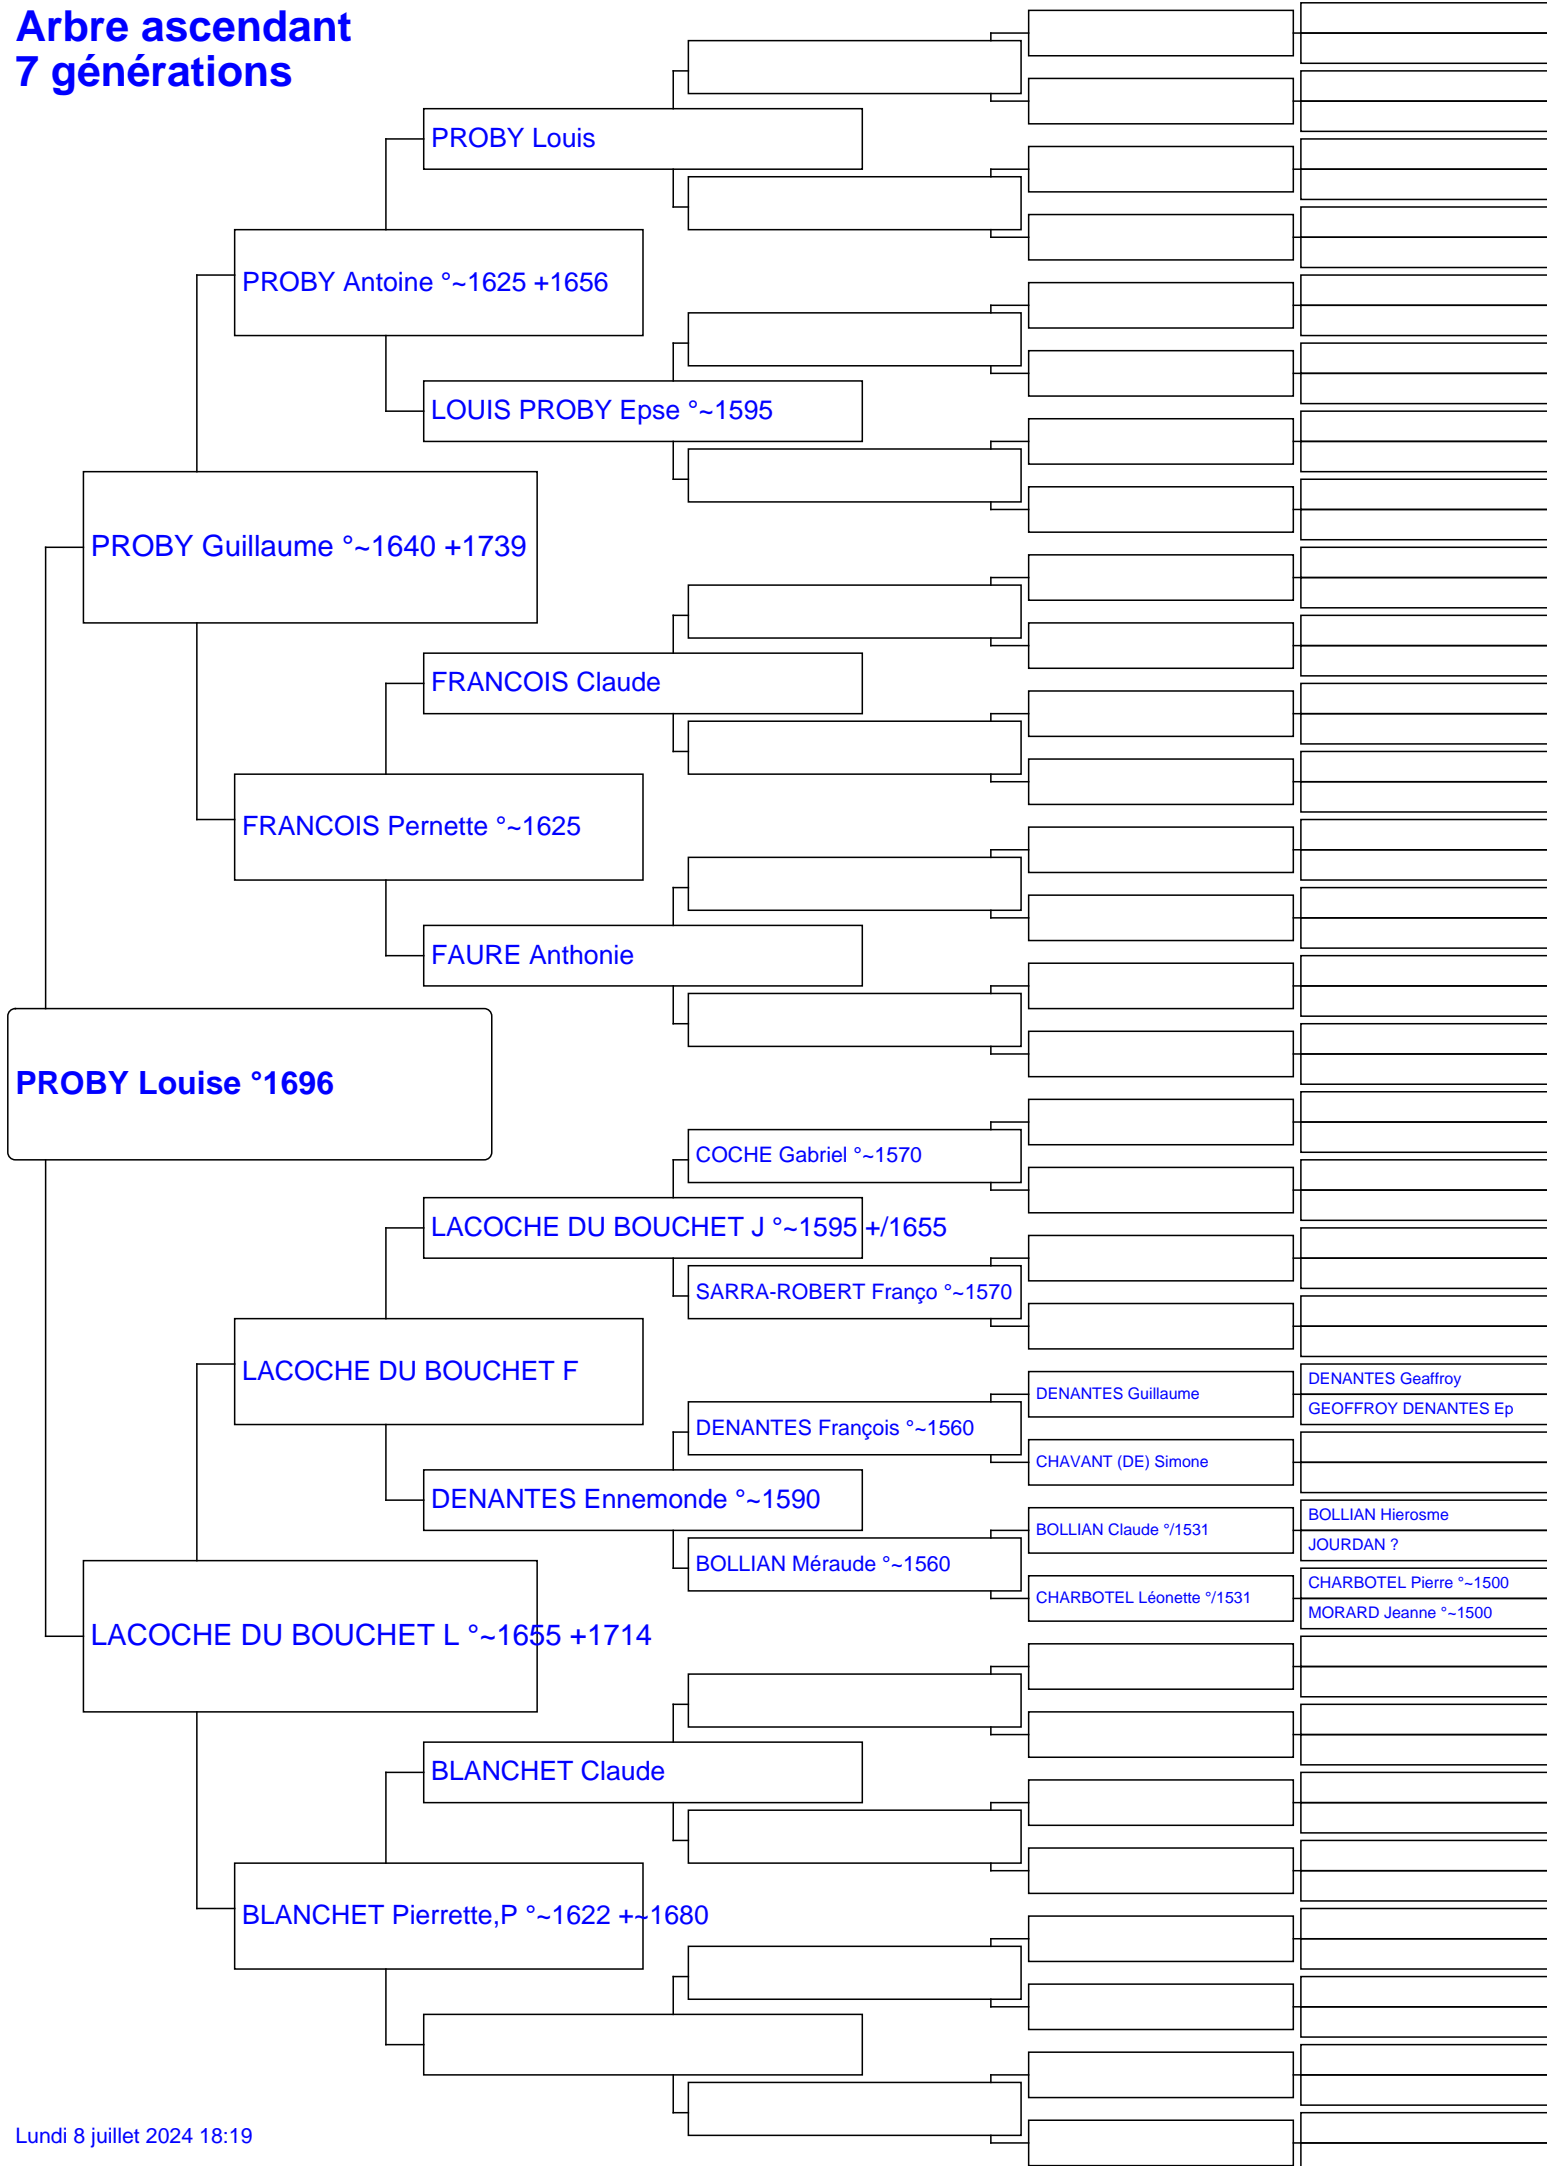 Arbre ascendant
7 générations
PROBY Louis
PROBY Antoine °~1625 +1656
LOUIS PROBY Epse °~1595
PROBY Guillaume °~1640 +1739
FRANCOIS Claude
FRANCOIS Pernette °~1625
FAURE Anthonie
PROBY Louise °1696
COCHE Gabriel °~1570
LACOCHE DU BOUCHET J °~1595 +/1655
SARRA-ROBERT Franço °~1570
LACOCHE DU BOUCHET F
DENANTES Geaffroy
DENANTES Guillaume
GEOFFROY DENANTES Ep
DENANTES François °~1560
CHAVANT (DE) Simone
DENANTES Ennemonde °~1590
BOLLIAN Hierosme
BOLLIAN Claude °/1531
JOURDAN ?
BOLLIAN Méraude °~1560
CHARBOTEL Pierre °~1500
CHARBOTEL Léonette °/1531
MORARD Jeanne °~1500
LACOCHE DU BOUCHET L °~1655 +1714
BLANCHET Claude
BLANCHET Pierrette,P °~1622 +~1680
Lundi 8 juillet 2024 18:19